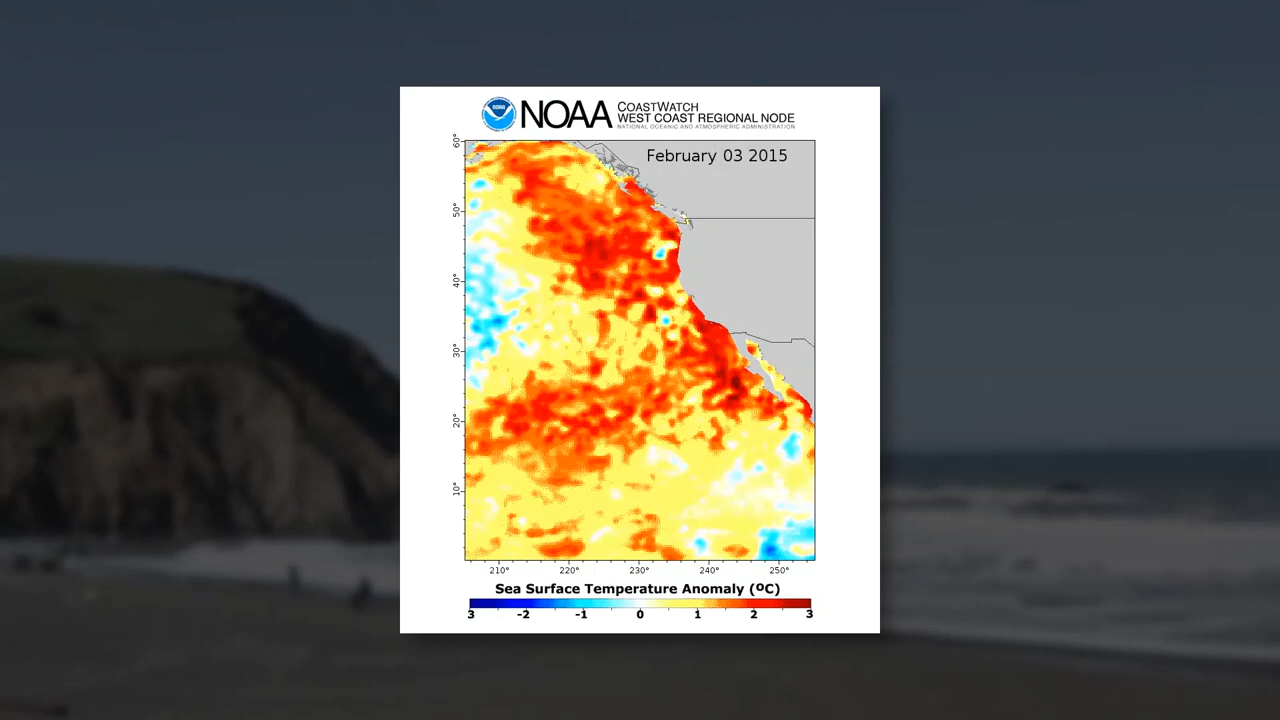 NOAA
NOAA
COASTWATCH
WEST COAST REGIONAL NODE
NATIONAL OCEANIC AND ATMOSPHERIC ADMINISTRATION
February 03 2015
60°
50°
40°
30°
20°
10°
210° 220° 230° 240° 250°
Sea Surface Temperature Anomaly (ºC)
3 -2 -1 0 1 2 3